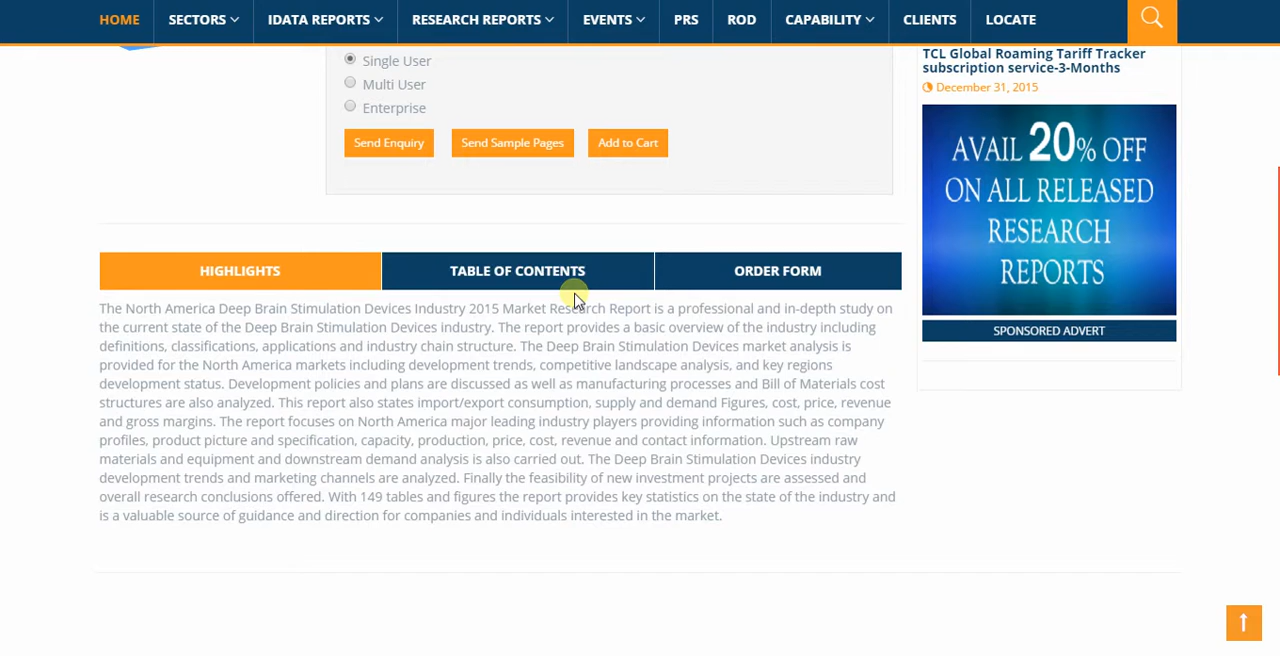 HOME SECTORS IDATA REPORTS RESEARCH REPORTS EVENTS PRS ROD CAPABILITY CLIENTS LOCATE
Single User
Multi User
Enterprise
Send Enquiry Send Sample Pages Add to Cart
TCL Global Roaming Tariff Tracker
subscription service-3-Months
December 31, 2015
AVAIL 20% OFF
ON ALL RELEASED
RESEARCH
REPORTS
SPONSORED ADVERT
HIGHLIGHTS TABLE OF CONTENTS ORDER FORM
The North America Deep Brain Stimulation Devices Industry 2015 Market Research Report is a professional and in-depth study on
the current state of the Deep Brain Stimulation Devices industry. The report provides a basic overview of the industry including
definitions, classifications, applications and industry chain structure. The Deep Brain Stimulation Devices market analysis is
provided for the North America markets including development trends, competitive landscape analysis, and key regions
development status. Development policies and plans are discussed as well as manufacturing processes and Bill of Materials cost
structures are also analyzed. This report also states import/export consumption, supply and demand Figures, cost, price, revenue
and gross margins. The report focuses on North America major leading industry players providing information such as company
profiles, product picture and specification, capacity, production, price, cost, revenue and contact information. Upstream raw
materials and equipment and downstream demand analysis is also carried out. The Deep Brain Stimulation Devices industry
development trends and marketing channels are analyzed. Finally the feasibility of new investment projects are assessed and
overall research conclusions offered. With 149 tables and figures the report provides key statistics on the state of the industry and
is a valuable source of guidance and direction for companies and individuals interested in the market.